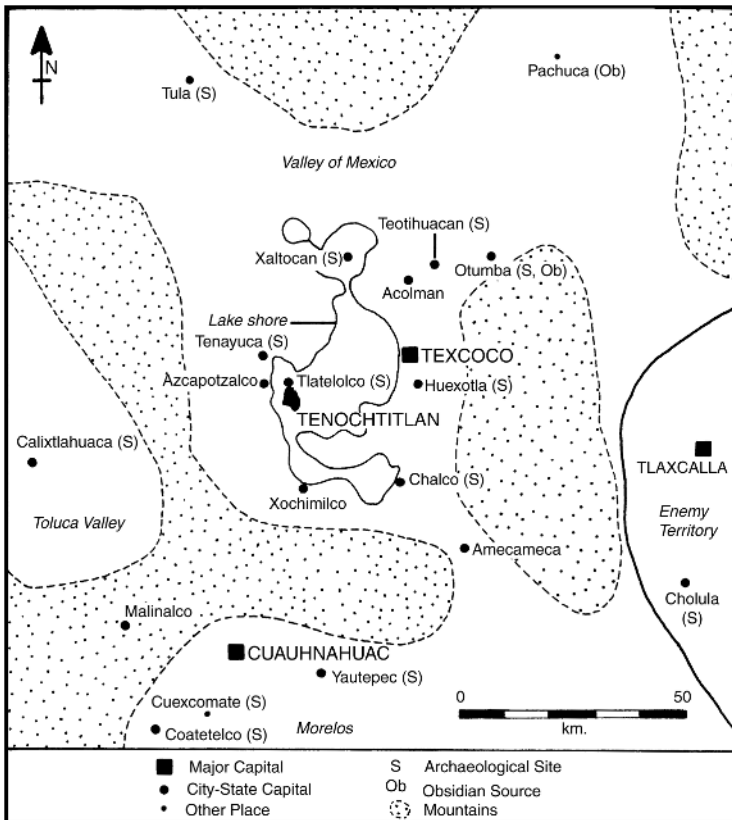 N
Pachuca (Ob)
Tula (S)
Valley of Mexico
Teotihuacan (S)
Xaltocan (S)
Otumba (S, Ob)
Acolman
Lake shore
Tenayuca (S)
TEXCOCO
Azcapotzalco
Tlatelolco (S)
Huexotla (S)
TENOCHTITLAN
Calixtlahuaca (S)
TLAXCALLA
Chalco (S)
Xochimilco
Toluca Valley
Enemy
Territory
Amecameca
Cholula
(S)
Malinalco
CUAUHNAHUAC
Yautepec (S)
Cuexcomate (S)
Coatetelco (S)
Morelos
0 50
km.
Major Capital
City-State Capital
Other Place
S Archaeological Site
Ob Obsidian Source
Mountains